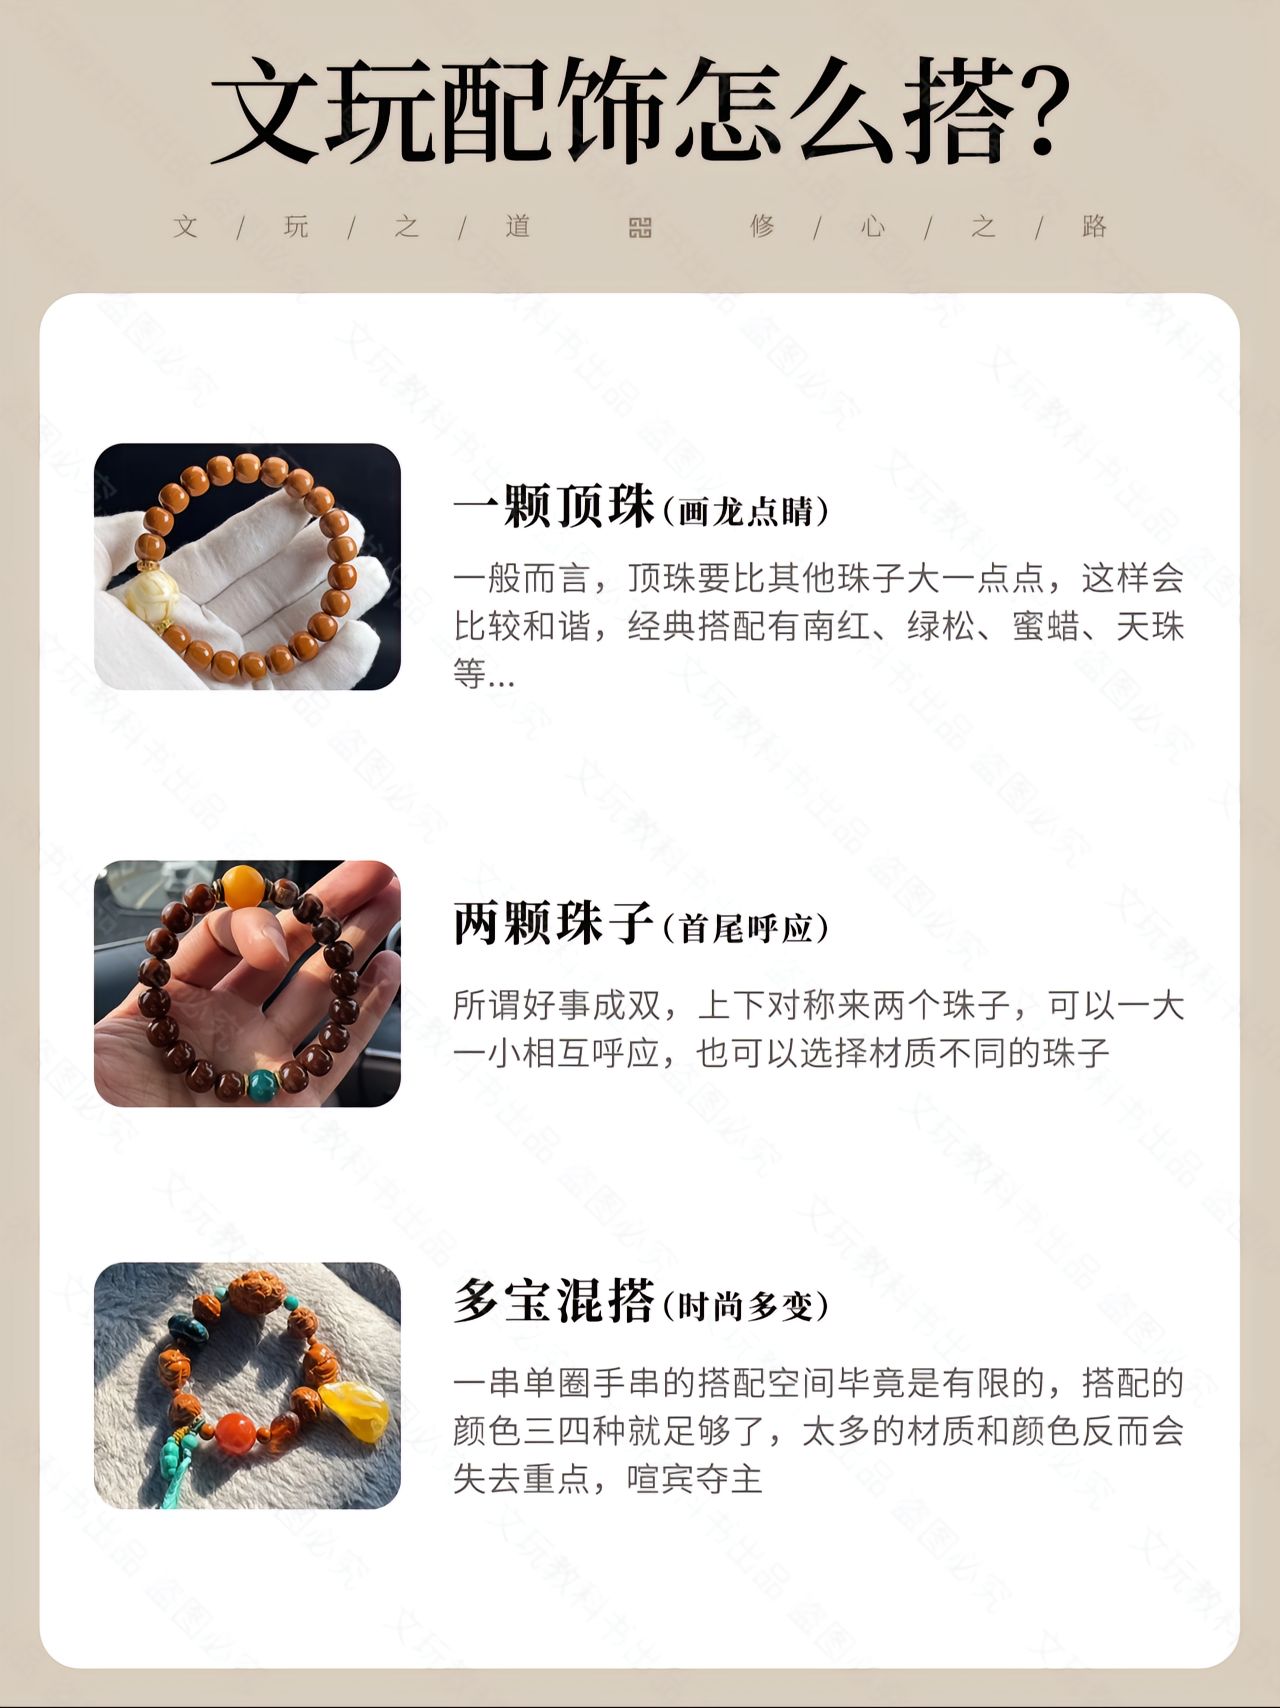 文玩配饰怎么搭？
文/玩/之/道 修/心/之/路
一颗顶珠(画龙点睛)
一般而言，顶珠要比其他珠子大一点点，这样会
比较和谐，经典搭配有南红、绿松、蜜蜡、天珠
等...
两颗珠子(首尾呼应)
所谓好事成双，上下对称来两个珠子，可以一大
一小相互呼应，也可以选择材质不同的珠子
多宝混搭(时尚多变)
一串单圈手串的搭配空间毕竟是有限的，搭配的
颜色三四种就足够了，太多的材质和颜色反而会
失去重点，喧宾夺主
文玩教科书出品 盗图必究